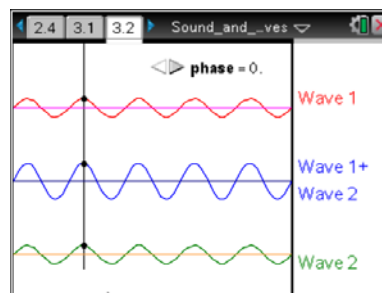 2.4 3.1 3.2 Sound_and_...ves
phase = 0.
Wave 1
Wave 1+
Wave 2
Wave 2